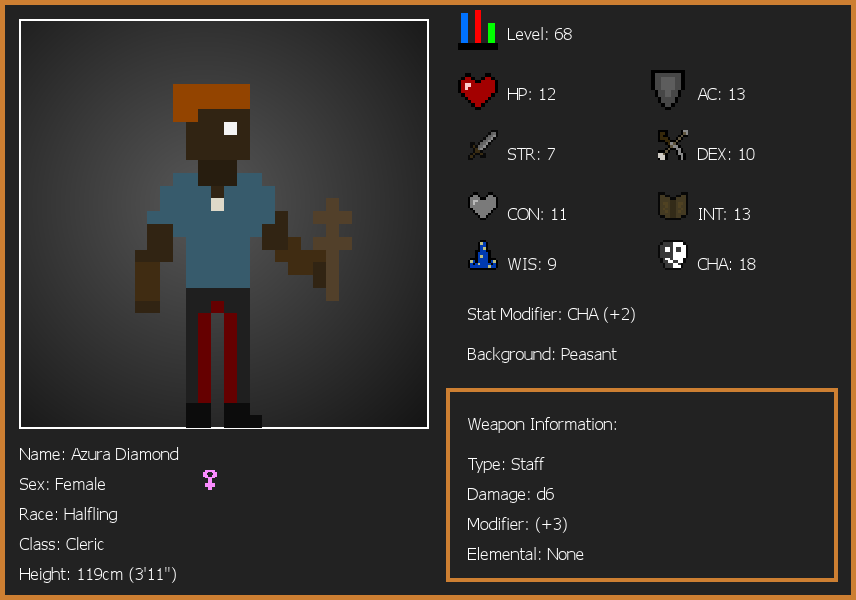 Level: 68
HP: 12
AC: 13
STR: 7
DEX: 10
CON: 11
INT: 13
WIS: 9
CHA: 18
Stat Modifier: CHA (+2)
Background: Peasant
Weapon Information:
Type: Staff
Damage: d6
Modifier: (+3)
Elemental: None
Name: Azura Diamond
Sex: Female
Race: Halfling
Class: Cleric
Height: 119cm (3'11")